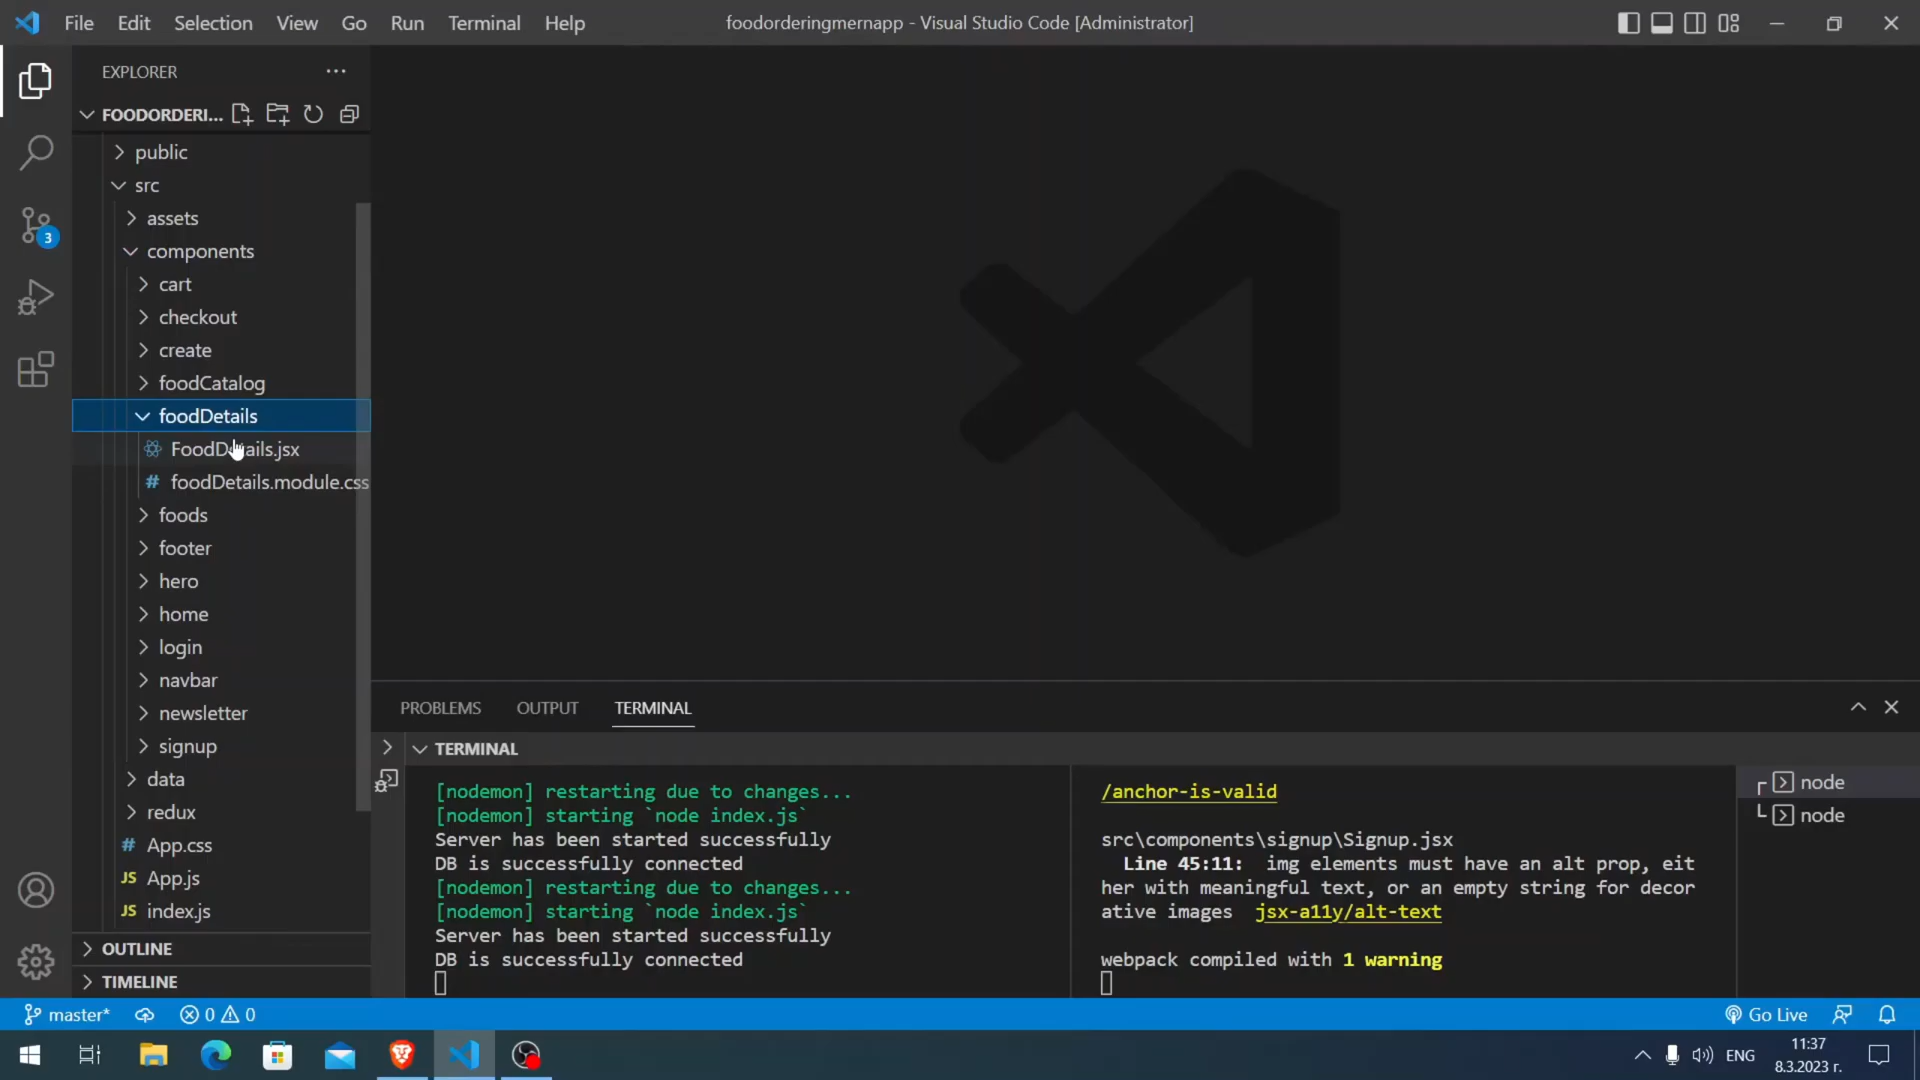 File Edit Selection View Go Run Terminal Help
foodorderingmernapp - Visual Studio Code [Administrator]
EXPLORER
FOODORDERI...
public
src
assets
components
cart
checkout
create
foodCatalog
foodDetails
FoodDetails.jsx
# foodDetails.module.css
foods
footer
hero
home
login
navbar
newsletter
signup
data
redux
# App.css
JS App.js
JS index.js
OUTLINE
TIMELINE
3
PROBLEMS OUTPUT TERMINAL
TERMINAL
[nodemon] restarting due to changes...
[nodemon] starting `node index.js`
Server has been started successfully
DB is successfully connected
[nodemon] restarting due to changes...
[nodemon] starting `node index.js`
Server has been started successfully
DB is successfully connected
/anchor-is-valid
src\components\signup\Signup.jsx
Line 45:11: img elements must have an alt prop, eit
her with meaningful text, or an empty string for decor
ative images jsx-a11y/alt-text
webpack compiled with 1 warning
node
node
master* 0 0 Go Live
ENG
11:37
8.3.2023 г.